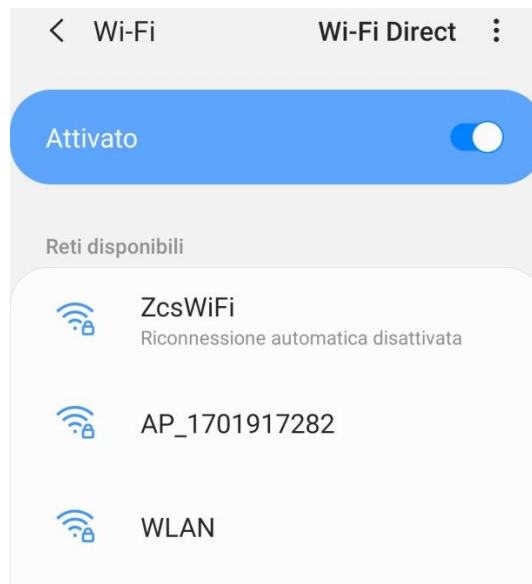 Wi-Fi Wi-Fi Direct
Attivato
Reti disponibili
ZcsWiFi
Riconnessione automatica disattivata
AP_1701917282
WLAN